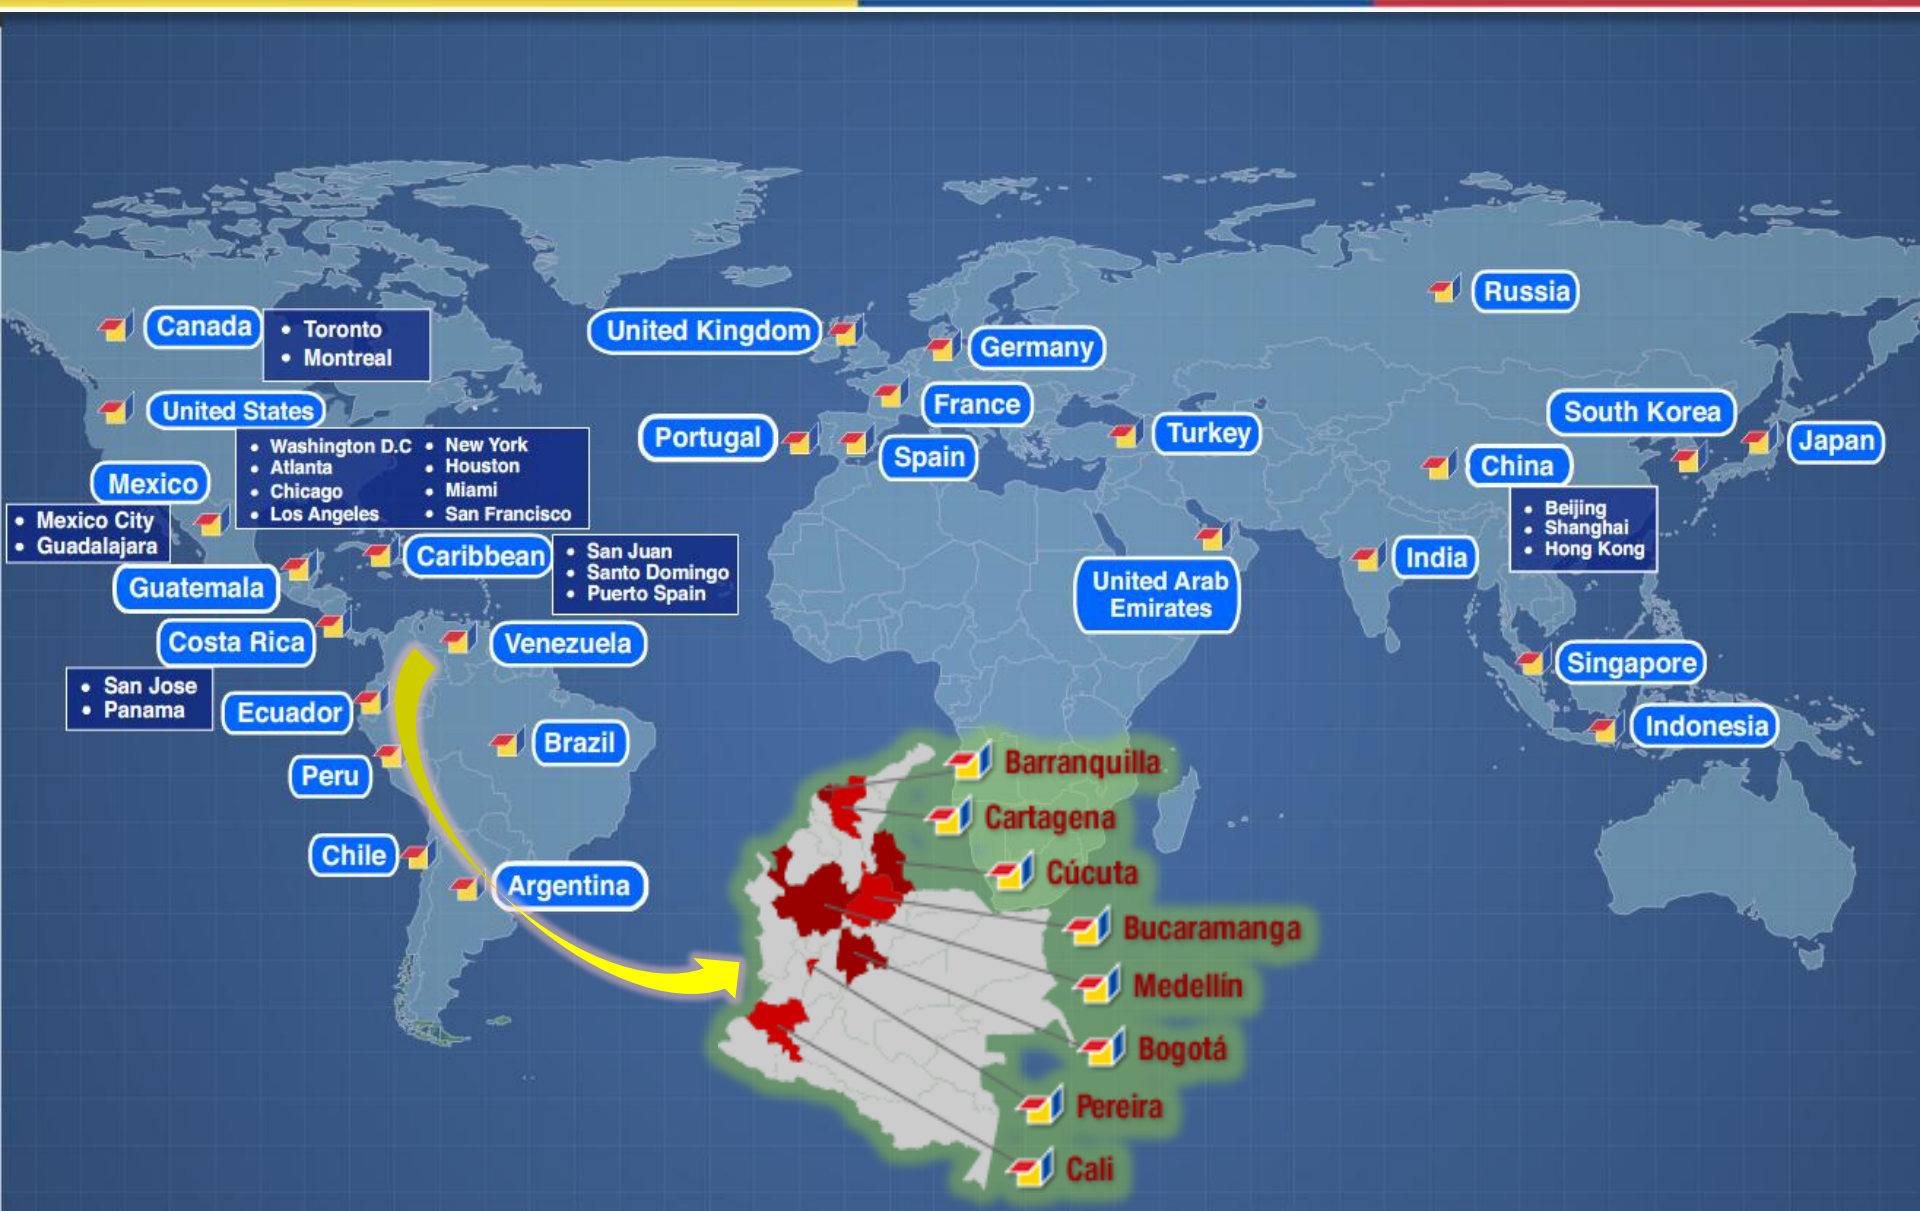 Canada
Toronto
Montreal
United States
Washington D.C
Atlanta
Chicago
Los Angeles
New York
Houston
Miami
San Francisco
Mexico
Mexico City
Guadalajara
Guatemala
Caribbean
San Juan
Santo Domingo
Puerto Spain
Costa Rica
San Jose
Panama
Venezuela
Ecuador
Brazil
Peru
Chile
Argentina
United Kingdom
Germany
France
Portugal
Spain
Turkey
Russia
South Korea
Japan
China
Beijing
Shanghai
Hong Kong
India
United Arab
Emirates
Singapore
Indonesia
Barranquilla
Cartagena
Cúcuta
Bucaramanga
Medellín
Bogotá
Pereira
Cali